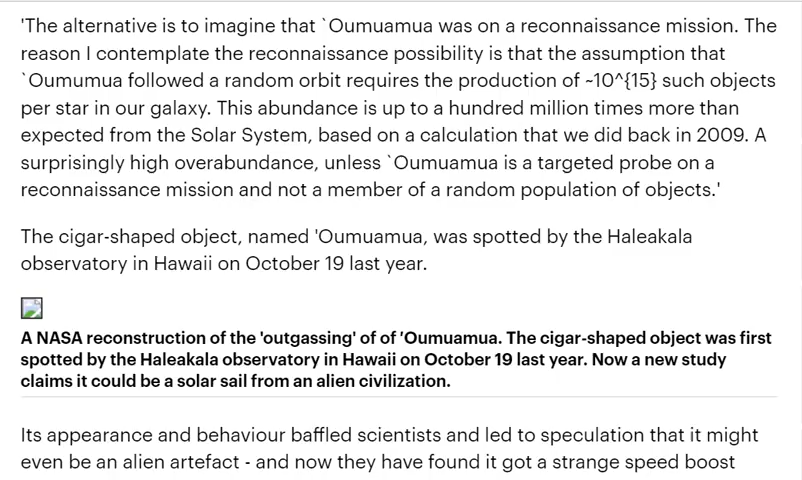 'The alternative is to imagine that `Oumuamua was on a reconnaissance mission. The
reason I contemplate the reconnaissance possibility is that the assumption that
`Oumumua followed a random orbit requires the production of ~10^{15} such objects
per star in our galaxy. This abundance is up to a hundred million times more than
expected from the Solar System, based on a calculation that we did back in 2009. A
surprisingly high overabundance, unless `Oumuamua is a targeted probe on a
reconnaissance mission and not a member of a random population of objects.'
The cigar-shaped object, named 'Oumuamua, was spotted by the Haleakala
observatory in Hawaii on October 19 last year.
A NASA reconstruction of the 'outgassing' of of 'Oumuamua. The cigar-shaped object was first
spotted by the Haleakala observatory in Hawaii on October 19 last year. Now a new study
claims it could be a solar sail from an alien civilization.
Its appearance and behaviour baffled scientists and led to speculation that it might
even be an alien artefact - and now they have found it got a strange speed boost